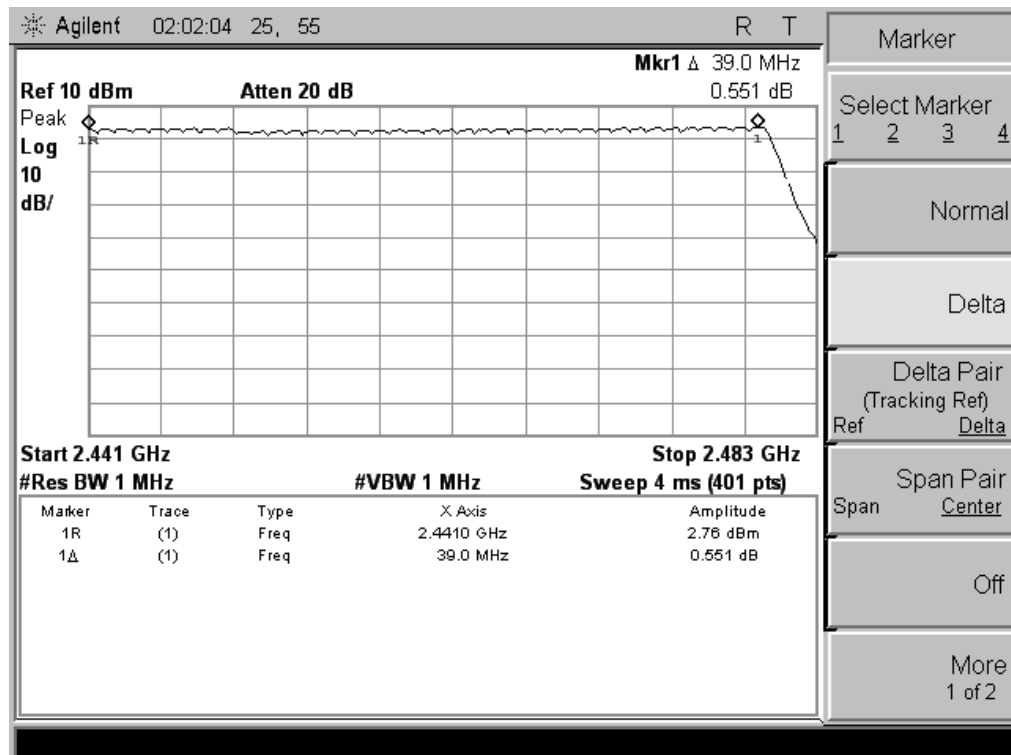 Agilent 02:02:04 25, 55 R T
Marker
Mkr1 Δ 39.0 MHz
Ref 10 dBm Atten 20 dB 0.551 dB
Peak
Log
10
dB/
1R
1
Start 2.441 GHz Stop 2.483 GHz
#Res BW 1 MHz #VBW 1 MHz Sweep 4 ms (401 pts)
Marker Trace Type X Axis Amplitude
1R (1) Freq 2.4410 GHz 2.76 dBm
1Δ (1) Freq 39.0 MHz 0.551 dB
Select Marker
1 2 3 4
Normal
Delta
Delta Pair
(Tracking Ref)
Ref Delta
Span Pair
Span Center
Off
More
1 of 2